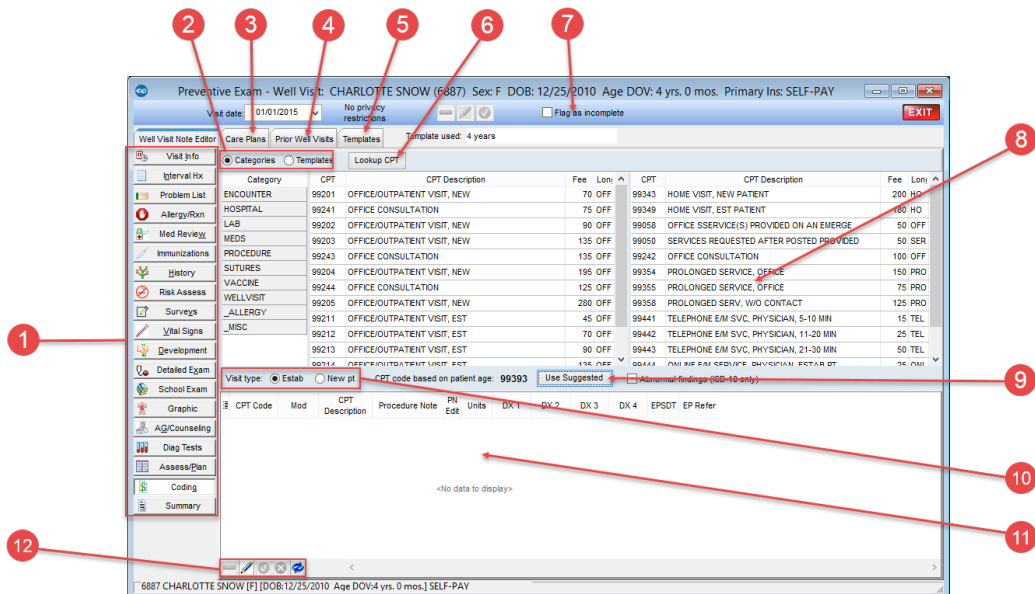 2 3 4 5 6 7
Preventive Exam - Well Visit: CHARLOTTE SNOW (6887) Sex: F DOB: 12/25/2010 Age DOV: 4 yrs. 0 mos. Primary Ins: SELF-PAY
Visit date: 01/01/2015 No privacy restrictions Flag as incomplete EXIT
Well Visit Note Editor Care Plans Prior Well Visits Templates Template used: 4 years
Categories Templates Lookup CPT
Category CPT CPT Description Fee Long CPT CPT Description Fee Long
ENCOUNTER 99201 OFFICE/OUTPATIENT VISIT, NEW 70 OFF 99343 HOME VISIT, NEW PATIENT 200 HO
HOSPITAL 99241 OFFICE CONSULTATION 75 OFF 99349 HOME VISIT, EST PATIENT 180 HO
LAB 99202 OFFICE/OUTPATIENT VISIT, NEW 90 OFF 99058 OFFICE SSERVICE(S) PROVIDED ON AN EMERGE 50 OFF
MEDS 99203 OFFICE/OUTPATIENT VISIT, NEW 135 OFF 99050 SERVICES REQUESTED AFTER POSTED PROVIDED 50 SER
PROCEDURE 99243 OFFICE CONSULTATION 135 OFF 99242 OFFICE CONSULTATION 100 OFF
SUTURES 99204 OFFICE/OUTPATIENT VISIT, NEW 195 OFF 99354 PROLONGED SERVICE, OFFICE 150 PRO
VACCINE 99244 OFFICE CONSULTATION 125 OFF 99355 PROLONGED SERVICE, OFFICE 75 PRO
WELLVISIT 99205 OFFICE/OUTPATIENT VISIT, NEW 280 OFF 99358 PROLONGED SERV, W/O CONTACT 125 PRO
_ALLERGY 99211 OFFICE/OUTPATIENT VISIT, EST 45 OFF 99441 TELEPHONE E/M SVC, PHYSICIAN, 5-10 MIN 15 TEL
_MISC 99212 OFFICE/OUTPATIENT VISIT, EST 70 OFF 99442 TELEPHONE E/M SVC, PHYSICIAN, 11-20 MIN 25 TEL
99213 OFFICE/OUTPATIENT VISIT, EST 90 OFF 99443 TELEPHONE E/M SVC, PHYSICIAN, 21-30 MIN 50 TEL
99214 OFFICE/OUTPATIENT VISIT, EST 135 OFF 99444 ONLINE E/M SERVICE, PHYSICIAN, ESTAB PT 25 ONL
Visit Info
Interval Hx
Problem List
Allergy/Rxn
Med Review
Immunizations
History
Risk Assess
Surveys
Vital Signs
Development
Detailed Exam
School Exam
Graphic
AG/Counseling
Diag Tests
Assess/Plan
Coding
Summary
Visit type: Estab New pt CPT code based on patient age: 99393 Use Suggested Abnormal findings (ICD-10 only)
CPT Code Mod CPT Description Procedure Note PN Edit Units DX 1 DX 2 DX 3 DX 4 EPSDT EP Refer
<No data to display>
6887 CHARLOTTE SNOW [F] [DOB:12/25/2010 Age DOV:4 yrs. 0 mos.] SELF-PAY
1
8
9
10
11
12